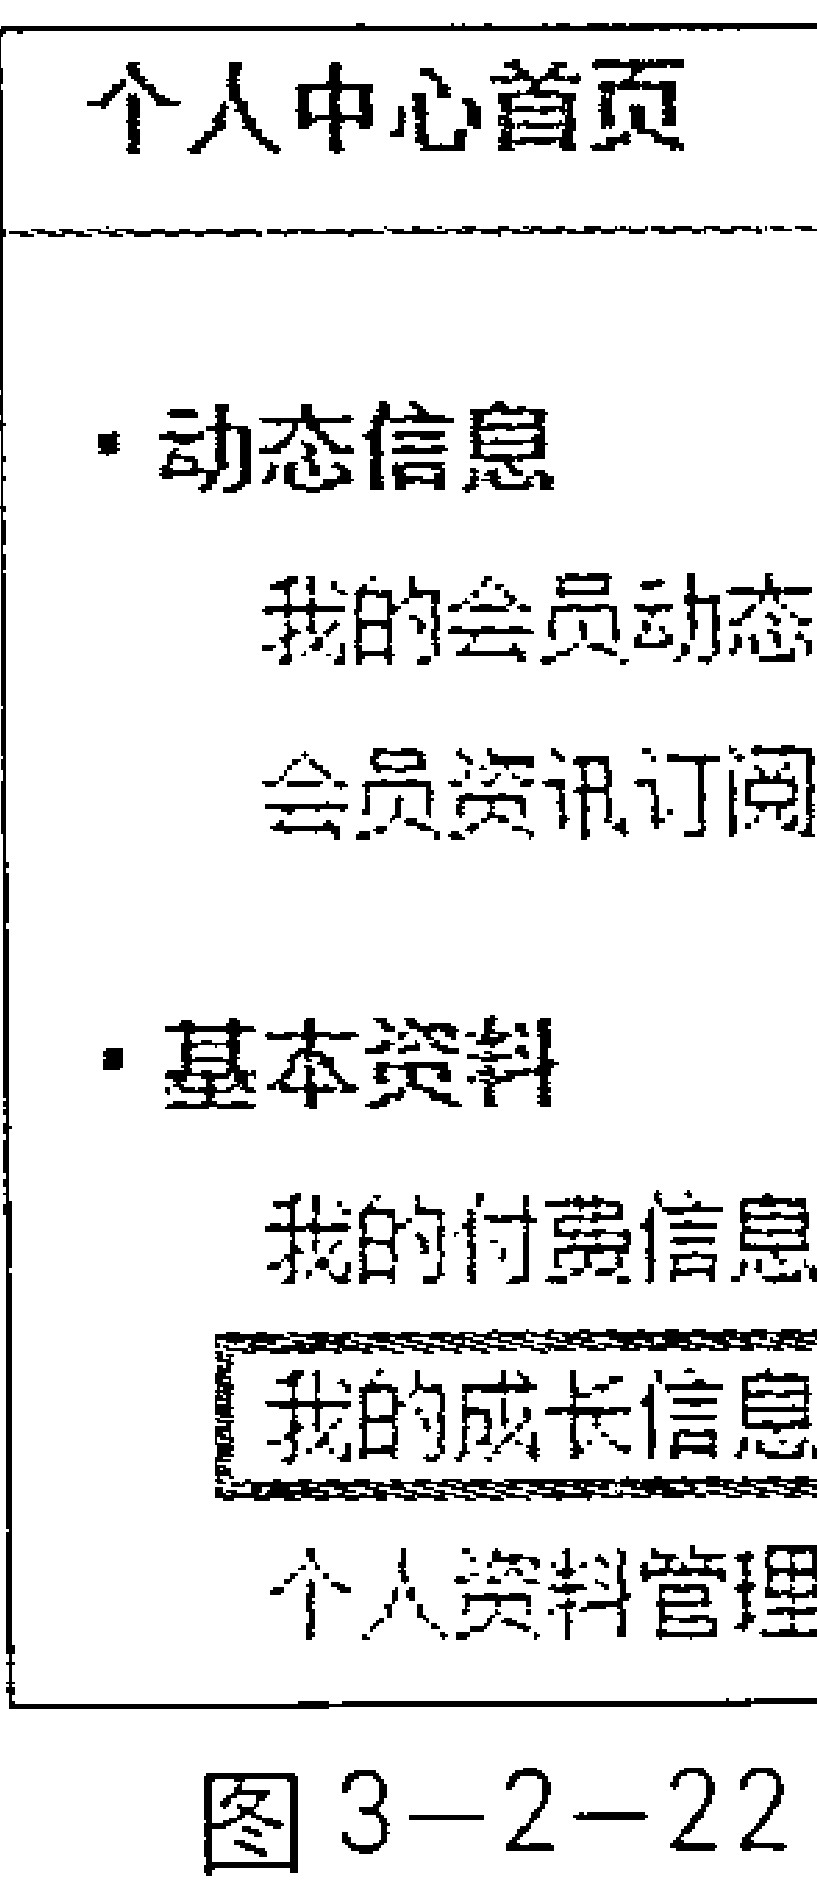 个人中心首页
· 动态信息
我的会员动态
会员资讯订阅
· 基本资料
我的付费信息
我的成长信息
个人资料管理
图 3-2-22